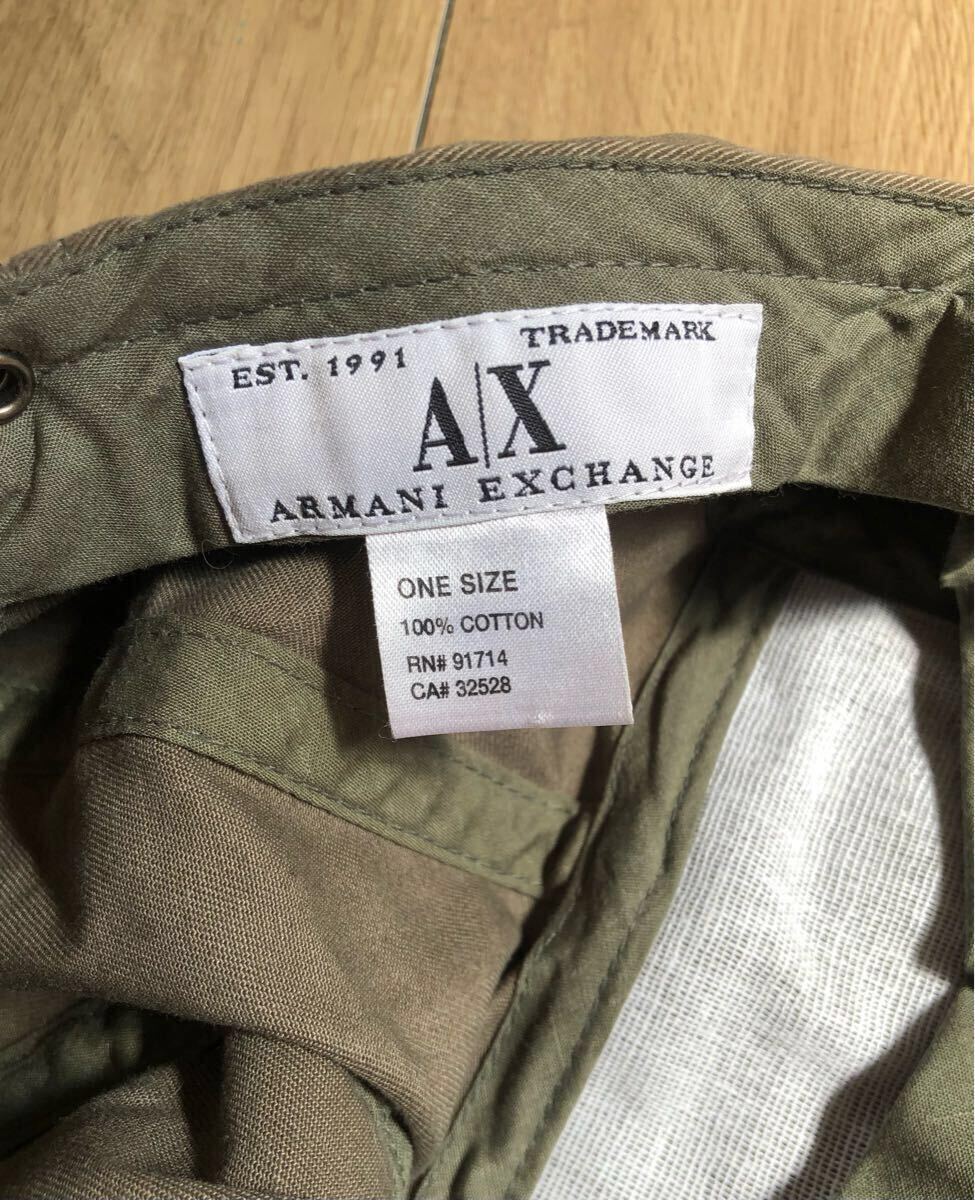 EST. 1991 TRADEMARK
A|X
ARMANI EXCHANGE
ONE SIZE
100% COTTON
RN# 91714
CA# 32528